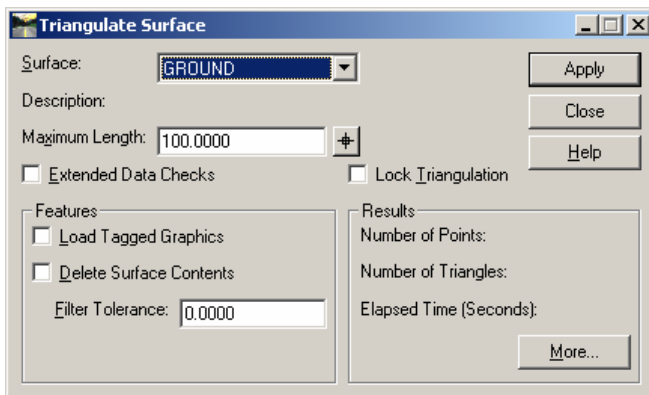 Triangulate Surface
Surface: GROUND Apply
Description: Close
Maximum Length: 100.0000 Help
Extended Data Checks Lock Triangulation
Features Results
Load Tagged Graphics Number of Points:
Delete Surface Contents Number of Triangles:
Filter Tolerance: 0.0000 Elapsed Time (Seconds):
More...